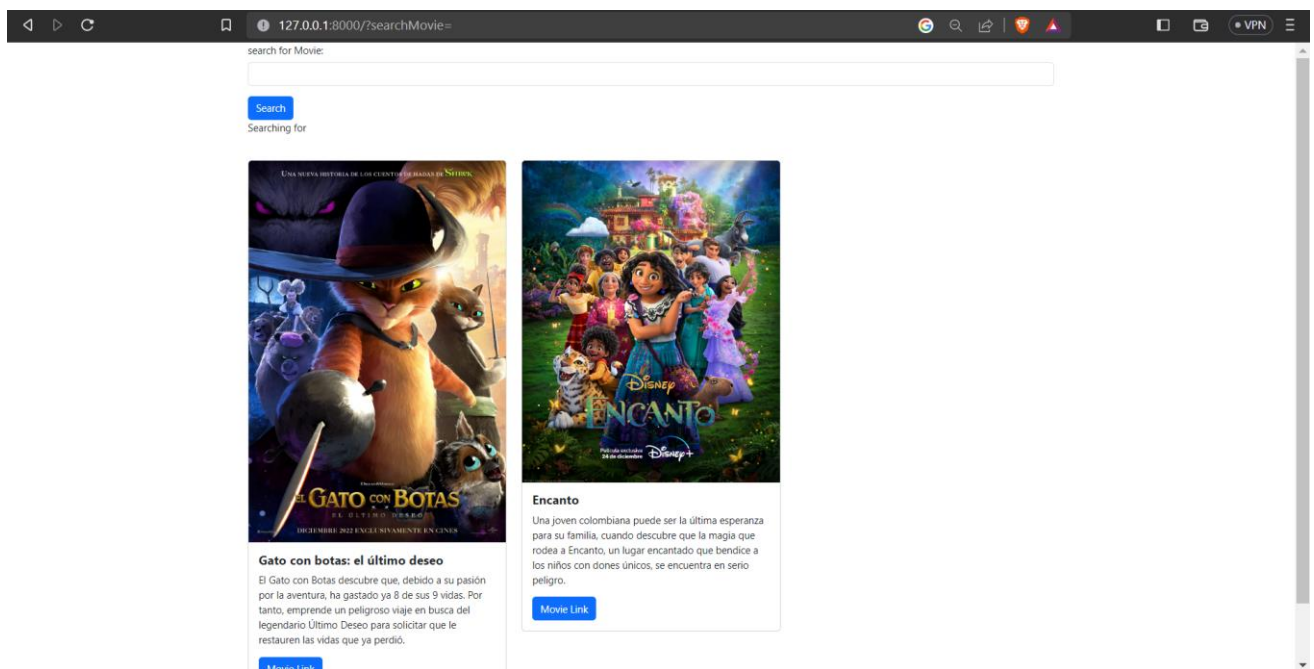 127.0.0.1:8000/?searchMovie=
VPN
search for Movie:
Search
Searching for
UNA NUEVA HISTORIA DE LOS CUENTOS DE HADAS DE SHREK
EL GATO CON BOTAS
EL ÚLTIMO DESEO
DICIEMBRE 2022 EXCLUSIVAMENTE EN CINES
Gato con botas: el último deseo
El Gato con Botas descubre que, debido a su pasión
por la aventura, ha gastado ya 8 de sus 9 vidas. Por
tanto, emprende un peligroso viaje en busca del
legendario Último Deseo para solicitar que le
restauren las vidas que ya perdió.
Movie Link
DISNEY
ENCANTO
Película exclusiva
24 de diciembre
Disney+
Encanto
Una joven colombiana puede ser la última esperanza
para su familia, cuando descubre que la magia que
rodea a Encanto, un lugar encantado que bendice a
los niños con dones únicos, se encuentra en serio
peligro.
Movie Link